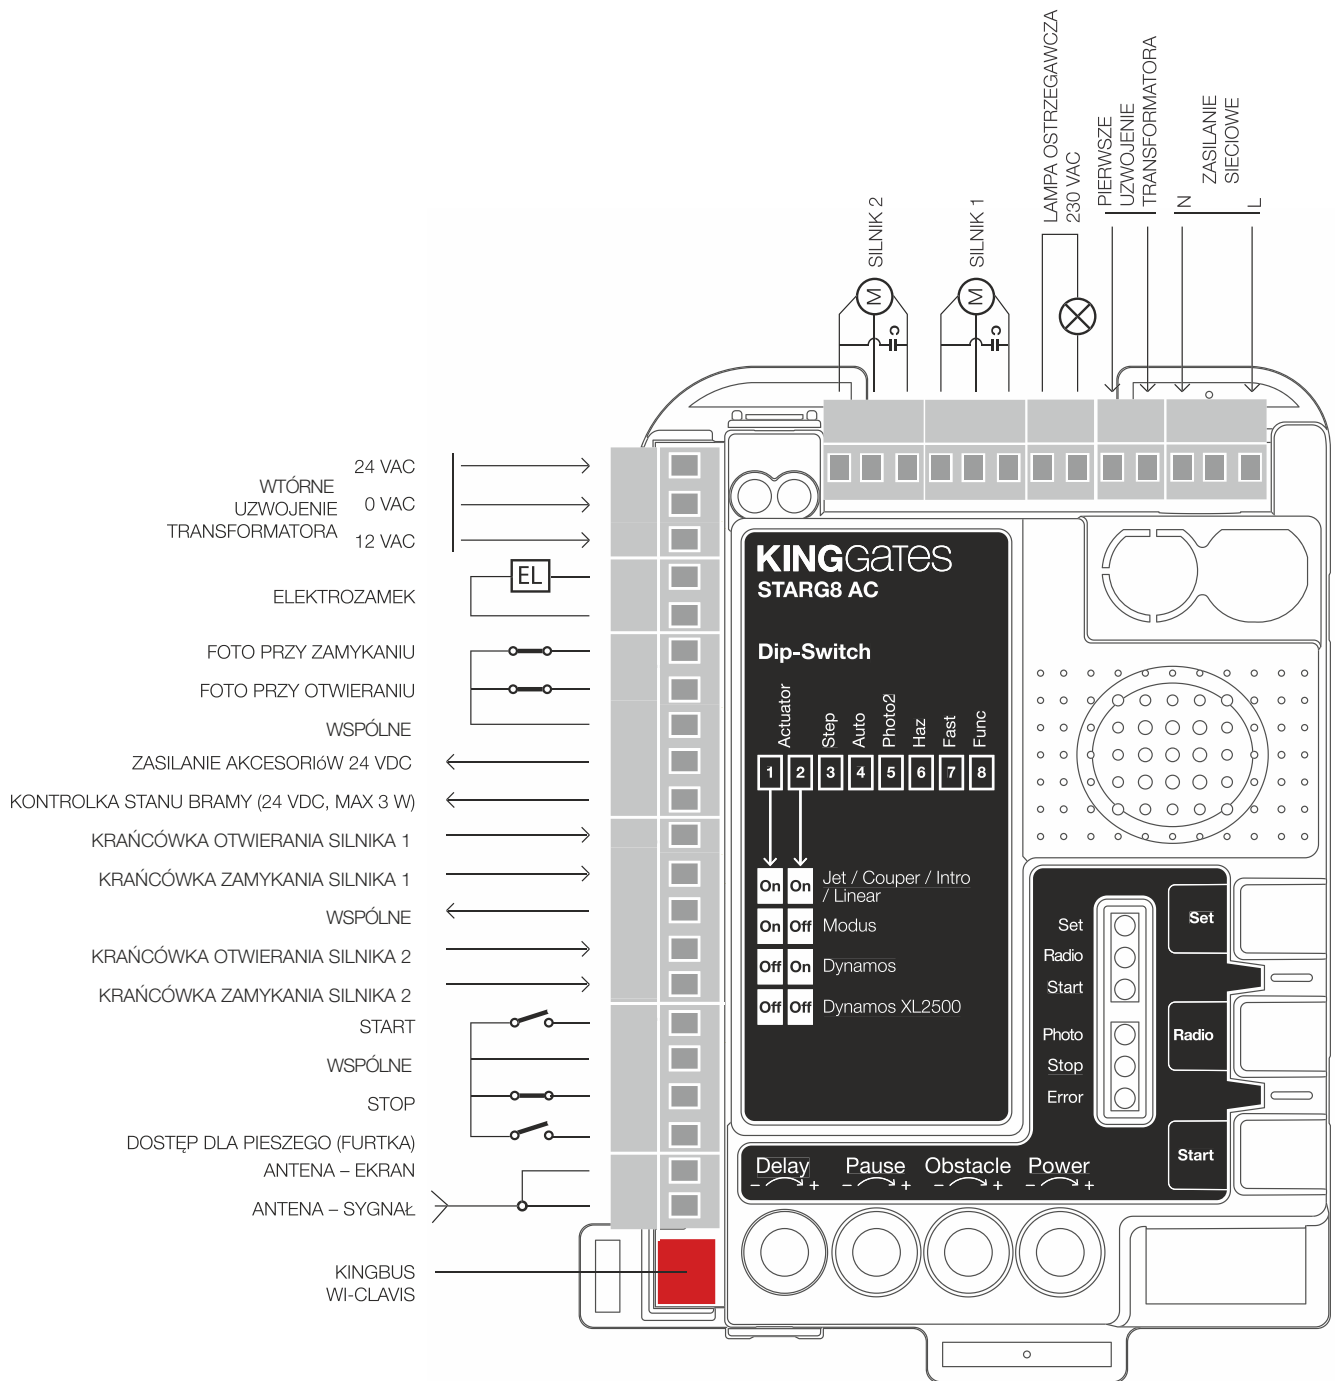 LAMPA OSTRZEGAWCZA
230 VAC
PIERWSZE
UZWOJENIE
TRANSFORMATORA
ZASILANIE
SIECIOWE
N
L
SILNIK 2
SILNIK 1
M
M
C
C
24 VAC
WTÓRNE
UZWOJENIE
TRANSFORMATORA
0 VAC
12 VAC
EL
ELEKTROZAMEK
FOTO PRZY ZAMYKANIU
FOTO PRZY OTWIERANIU
WSPÓLNE
ZASILANIE AKCESORIóW 24 VDC
KONTROLKA STANU BRAMY (24 VDC, MAX 3 W)
KRAŃCÓWKA OTWIERANIA SILNIKA 1
KRAŃCÓWKA ZAMYKANIA SILNIKA 1
WSPÓLNE
KRAŃCÓWKA OTWIERANIA SILNIKA 2
KRAŃCÓWKA ZAMYKANIA SILNIKA 2
START
WSPÓLNE
STOP
DOSTĘP DLA PIESZEGO (FURTKA)
ANTENA – EKRAN
ANTENA – SYGNAŁ
KINGBUS
WI-CLAVIS
KINGGATES
STARG8 AC
Dip-Switch
Actuator
Step
Auto
Photo2
Haz
Fast
Func
1 2 3 4 5 6 7 8
On On Jet / Couper / Intro
/ Linear
On Off Modus
Off On Dynamos
Off Off Dynamos XL2500
Set
Radio
Start
Photo
Stop
Error
Set
Radio
Start
Delay Pause Obstacle Power
- + - + - + - +